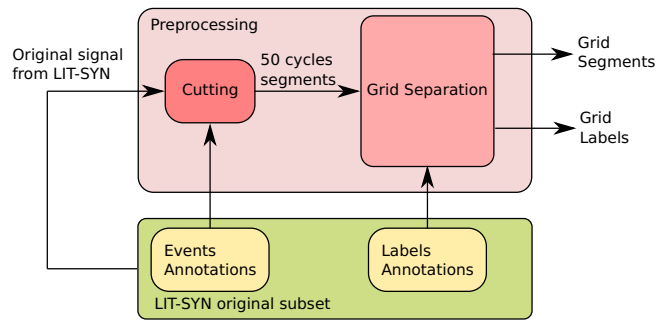 Preprocessing
Original signal
from LIT-SYN
50 cycles
segments
Cutting
Grid Separation
Grid
Segments
Grid
Labels
Events
Annotations
Labels
Annotations
LIT-SYN original subset